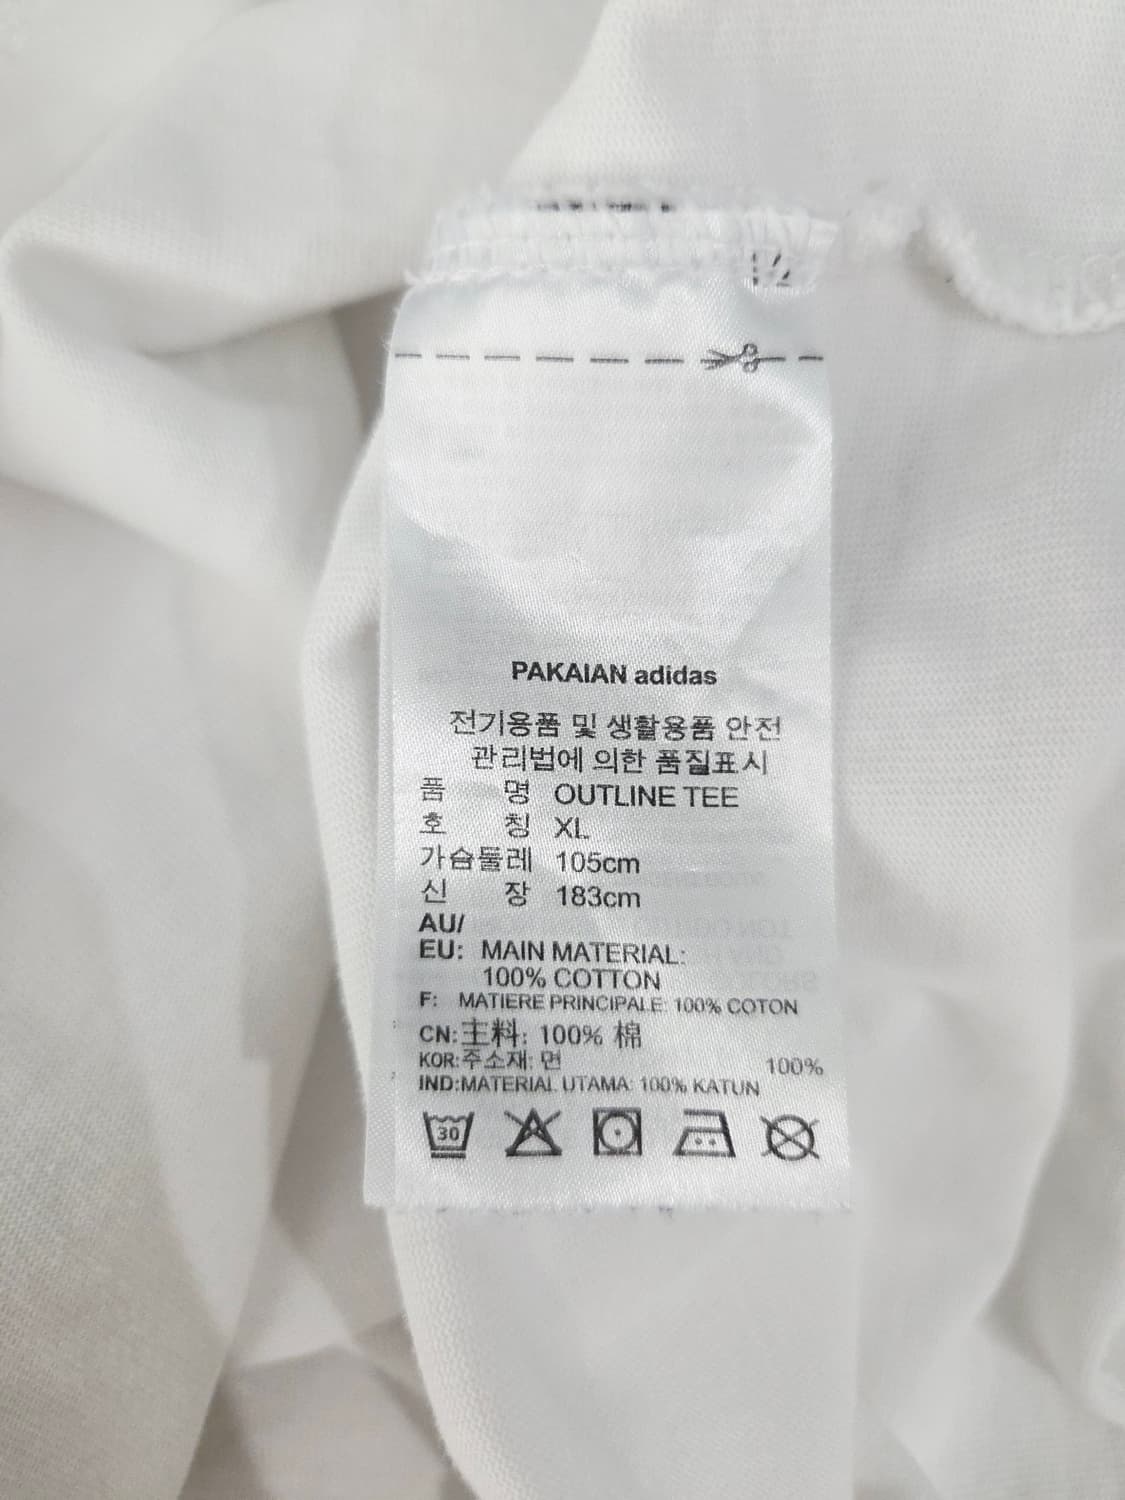 PAKAIAN adidas
전기용품 및 생활용품 안전
관리법에 의한 품질표시
품 명 OUTLINE TEE
호 칭 XL
가슴둘레 105cm
신 장 183cm
AU/
EU: MAIN MATERIAL:
100% COTTON
F: MATIERE PRINCIPALE: 100% COTON
CN:主料: 100% 棉
KOR:주소재: 면 100%
IND:MATERIAL UTAMA: 100% KATUN
30